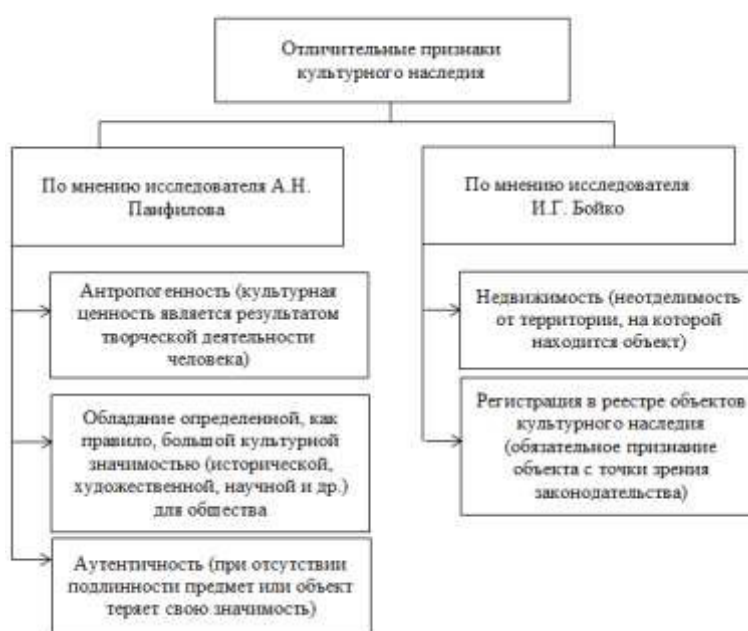 Отличительные признаки
культурного наследия
По мнению исследователя А.Н.
Панфилова
Антропогенность (культурная
ценность является результатом
творческой деятельности
человека)
Обладание определенной, как
правило, большой культурной
значимостью (исторической,
художественной, научной и др.)
для общества
Аутентичность (при отсутствии
подлинности предмет или объект
теряет свою значимость)
По мнению исследователя
И.Г. Бойко
Недвижимость (неотделимость
от территории, на которой
находится объект)
Регистрация в реестре объектов
культурного наследия
(обязательное признание
объекта с точки зрения
законодательства)